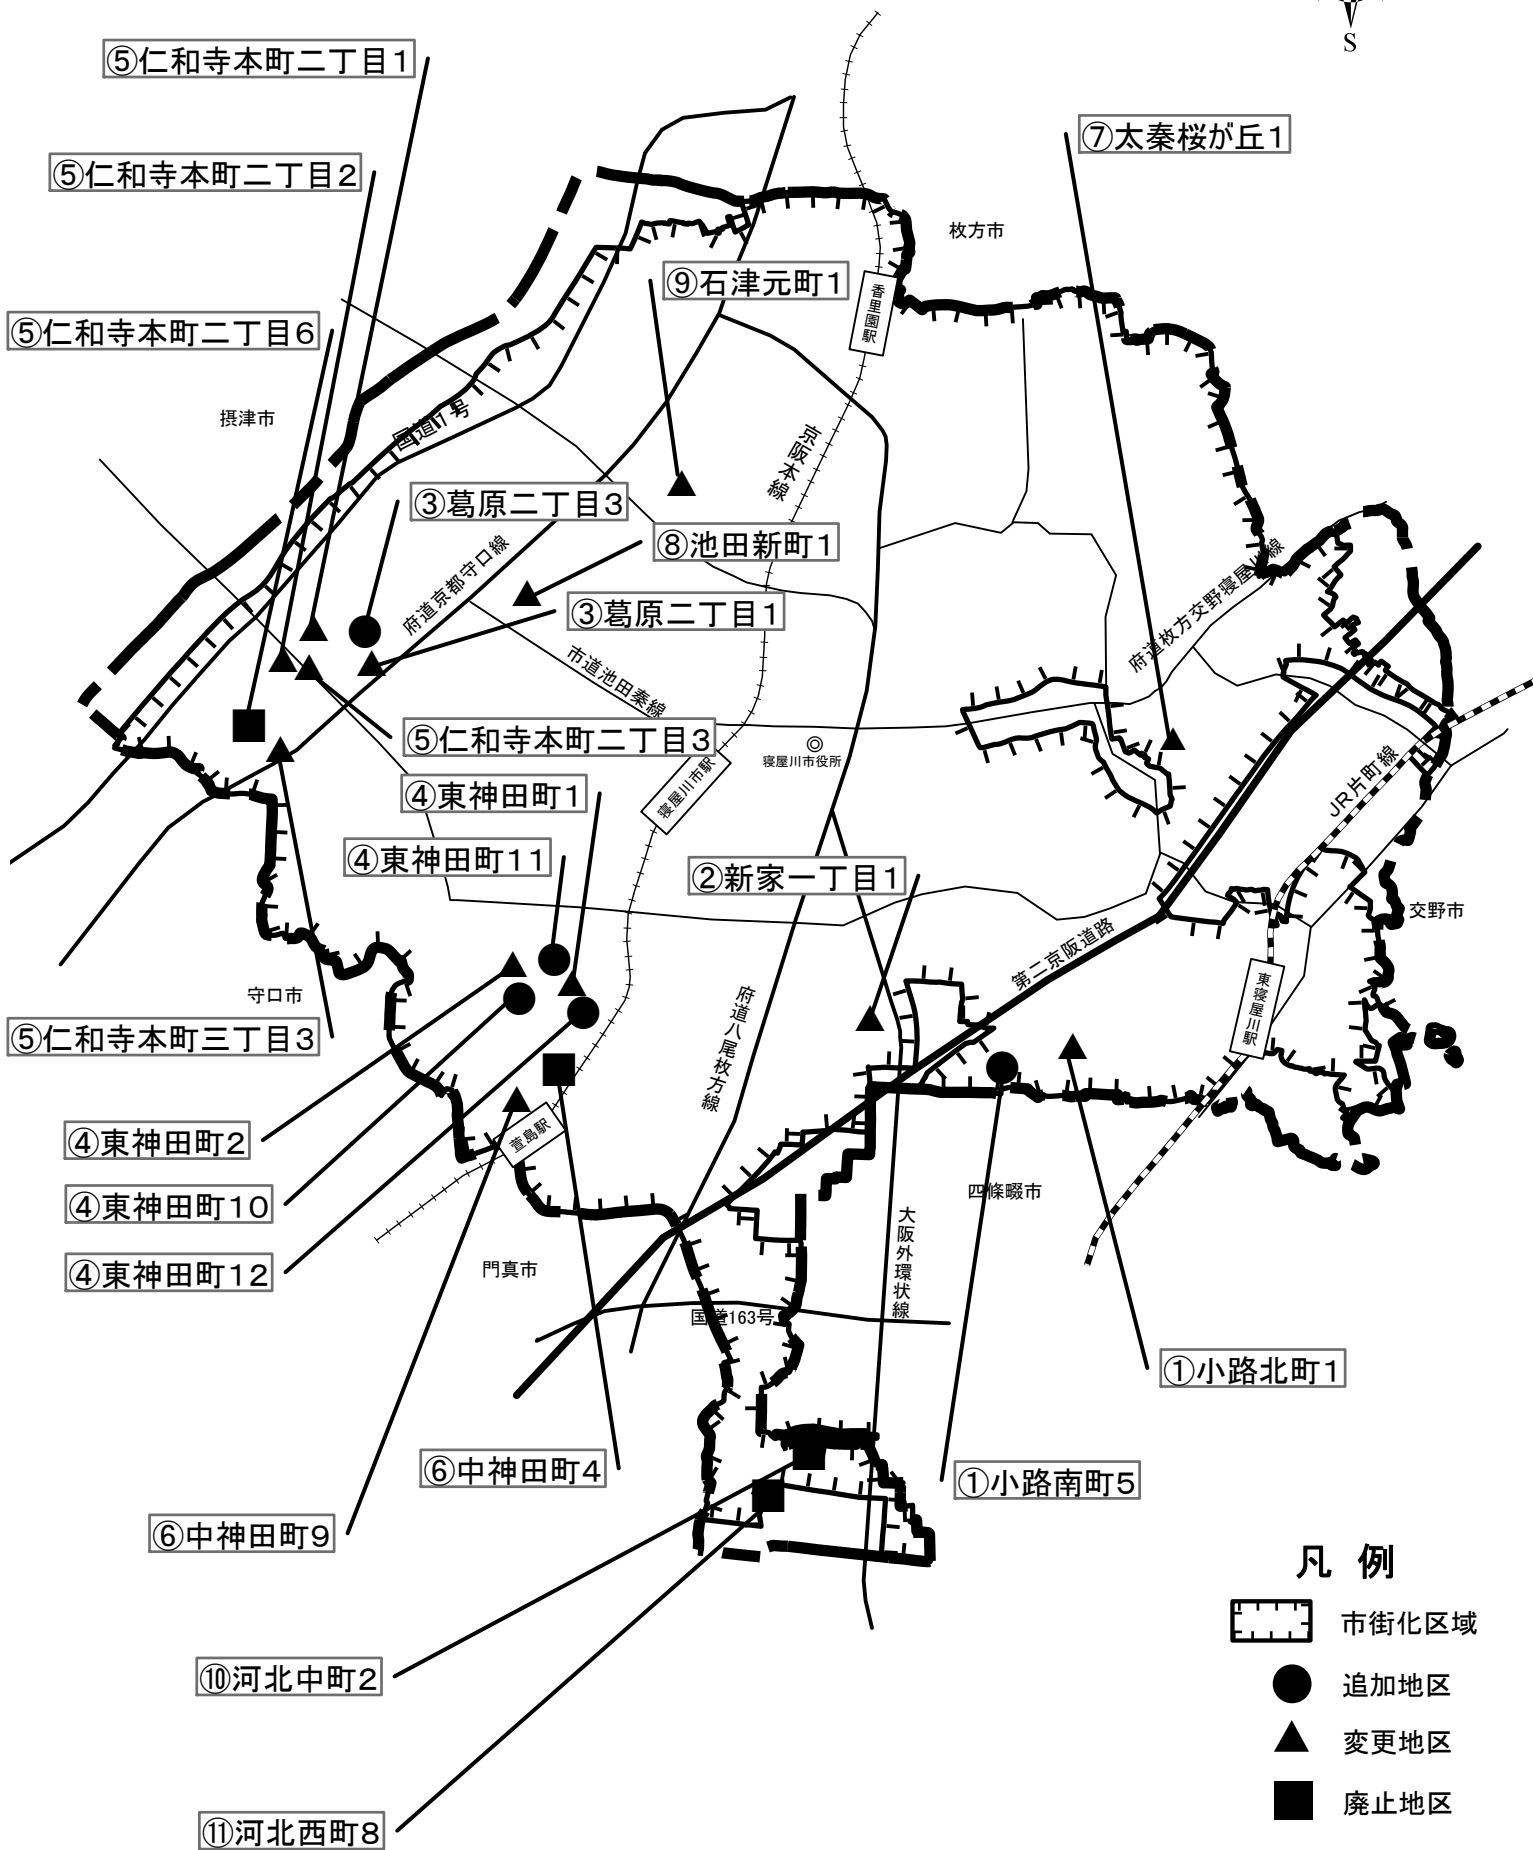 S
⑤仁和寺本町二丁目1
⑦太秦桜が丘1
⑤仁和寺本町二丁目2
枚方市
⑨石津元町1
香里園駅
⑤仁和寺本町二丁目6
摂津市
国道1号
京阪本線
③葛原二丁目3
⑧池田新町1
府道京都守口線
府道枚方交野寝屋川線
③葛原二丁目1
市道池田秦線
⑤仁和寺本町二丁目3
寝屋川市役所
寝屋川市駅
JR片町線
④東神田町1
④東神田町11
②新家一丁目1
交野市
第二京阪道路
守口市
東寝屋川駅
⑤仁和寺本町三丁目3
府道八尾枚方線
④東神田町2
萱島駅
④東神田町10
四條畷市
大阪外環状線
④東神田町12
門真市
国道163号
①小路北町1
⑥中神田町4
①小路南町5
⑥中神田町9
凡 例
市街化区域
⑩河北中町2
追加地区
変更地区
廃止地区
⑪河北西町8